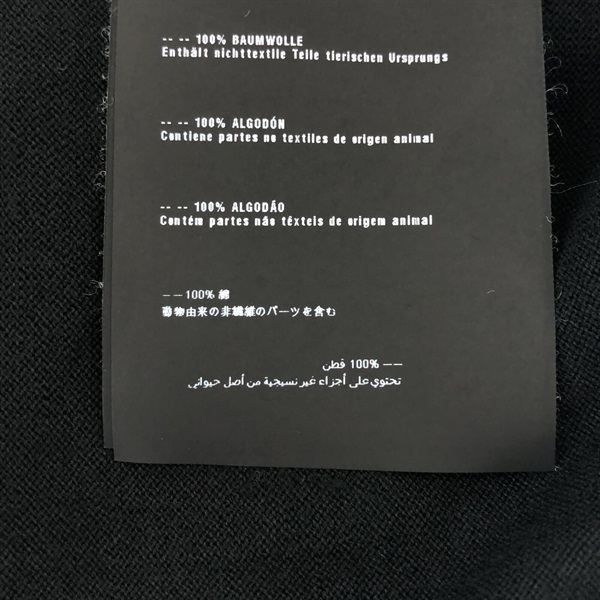 -- -- 100% BAUMWOLLE
Enthält nichttextile Teile tierischen Ursprungs
-- -- 100% ALGODÓN
Contiene partes no textiles de origen animal
-- -- 100% ALGODÃO
Contém partes não têxteis de origem animal
——100% 綿
動物由来の非繊維のパーツを含む
—— 100% قطن
تحتوي على أجزاء غير نسيجية من أصل حيواني